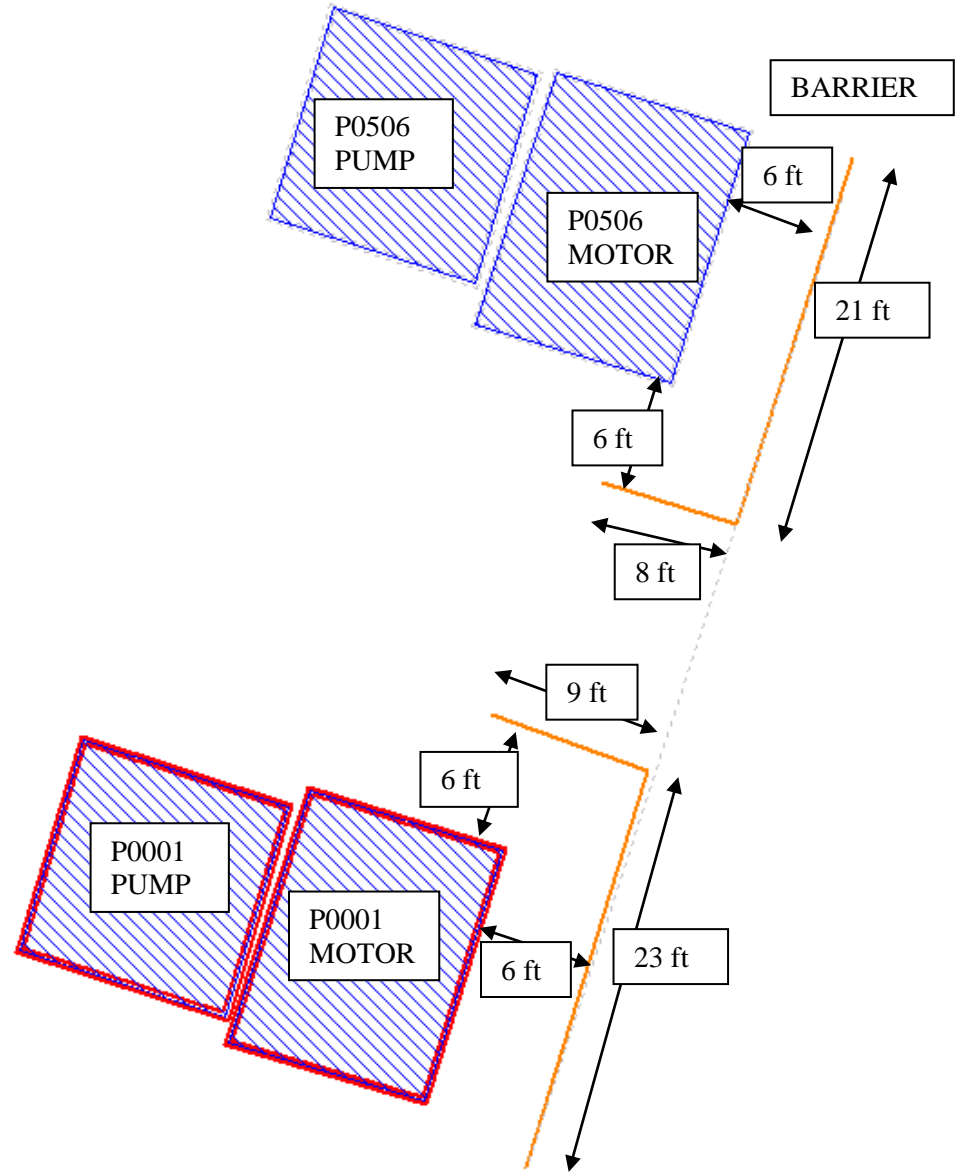 BARRIER
P0506
PUMP
6 ft
P0506
MOTOR
21 ft
6 ft
8 ft
9 ft
6 ft
P0001
PUMP
P0001
MOTOR
6 ft
23 ft